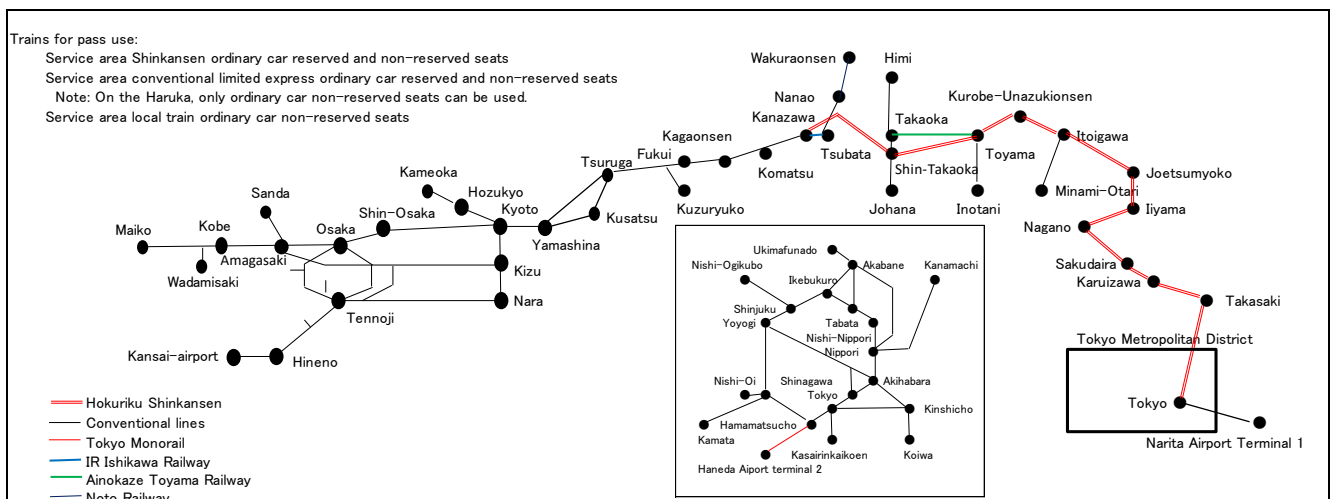 Trains for pass use:
Service area Shinkansen ordinary car reserved and non-reserved seats
Service area conventional limited express ordinary car reserved and non-reserved seats
Note: On the Haruka, only ordinary car non-reserved seats can be used.
Service area local train ordinary car non-reserved seats
Wakuraonsen
Himi
Nanao
Kurobe-Unazukionsen
Kanazawa
Takaoka
Itoigawa
Kagaonsen
Fukui
Tsubata
Toyama
Tsuruga
Komatsu
Shin-Takaoka
Joetsumyoko
Kameoka
Hozukyo
Minami-Otari
Sanda
Kuzuryuko
Johana
Inotani
Iiyama
Shin-Osaka
Kyoto
Kusatsu
Nagano
Maiko
Kobe
Osaka
Yamashina
Amagasaki
Wadamisaki
Kizu
Sakudaira
Karuizawa
Nara
Takasaki
Tennoji
Kansai-airport
Hineno
Tokyo Metropolitan District
Tokyo
Narita Airport Terminal 1
Ukimafunado
Nishi-Ogikubo
Akabane
Kanamachi
Ikebukuro
Shinjuku
Yoyogi
Tabata
Nishi-Nippori
Nippori
Nishi-Oi
Shinagawa
Akihabara
Tokyo
Kinshicho
Hamamatsucho
Kamata
Kasairinkaikoen
Koiwa
Haneda Aiport terminal 2
Hokuriku Shinkansen
Conventional lines
Tokyo Monorail
IR Ishikawa Railway
Ainokaze Toyama Railway
Noto Railway